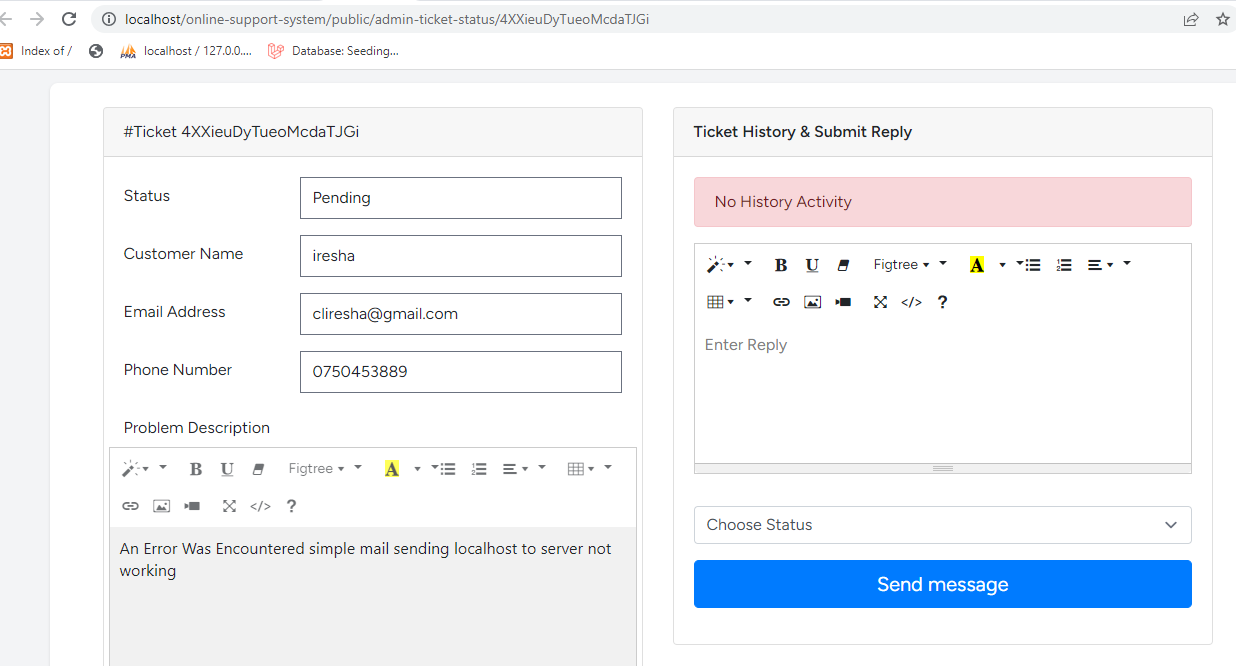 localhost/online-support-system/public/admin-ticket-status/4XXieuDyTueoMcdaTJGi
Index of /
PMA
localhost / 127.0.0....
Database: Seeding...
#Ticket 4XXieuDyTueoMcdaTJGi
Status
Pending
Customer Name
iresha
Email Address
cliresha@gmail.com
Phone Number
0750453889
Problem Description
B U Figtree A
</> ?
An Error Was Encountered simple mail sending localhost to server not
working
Ticket History & Submit Reply
No History Activity
B U Figtree A
</> ?
Enter Reply
Choose Status
Send message